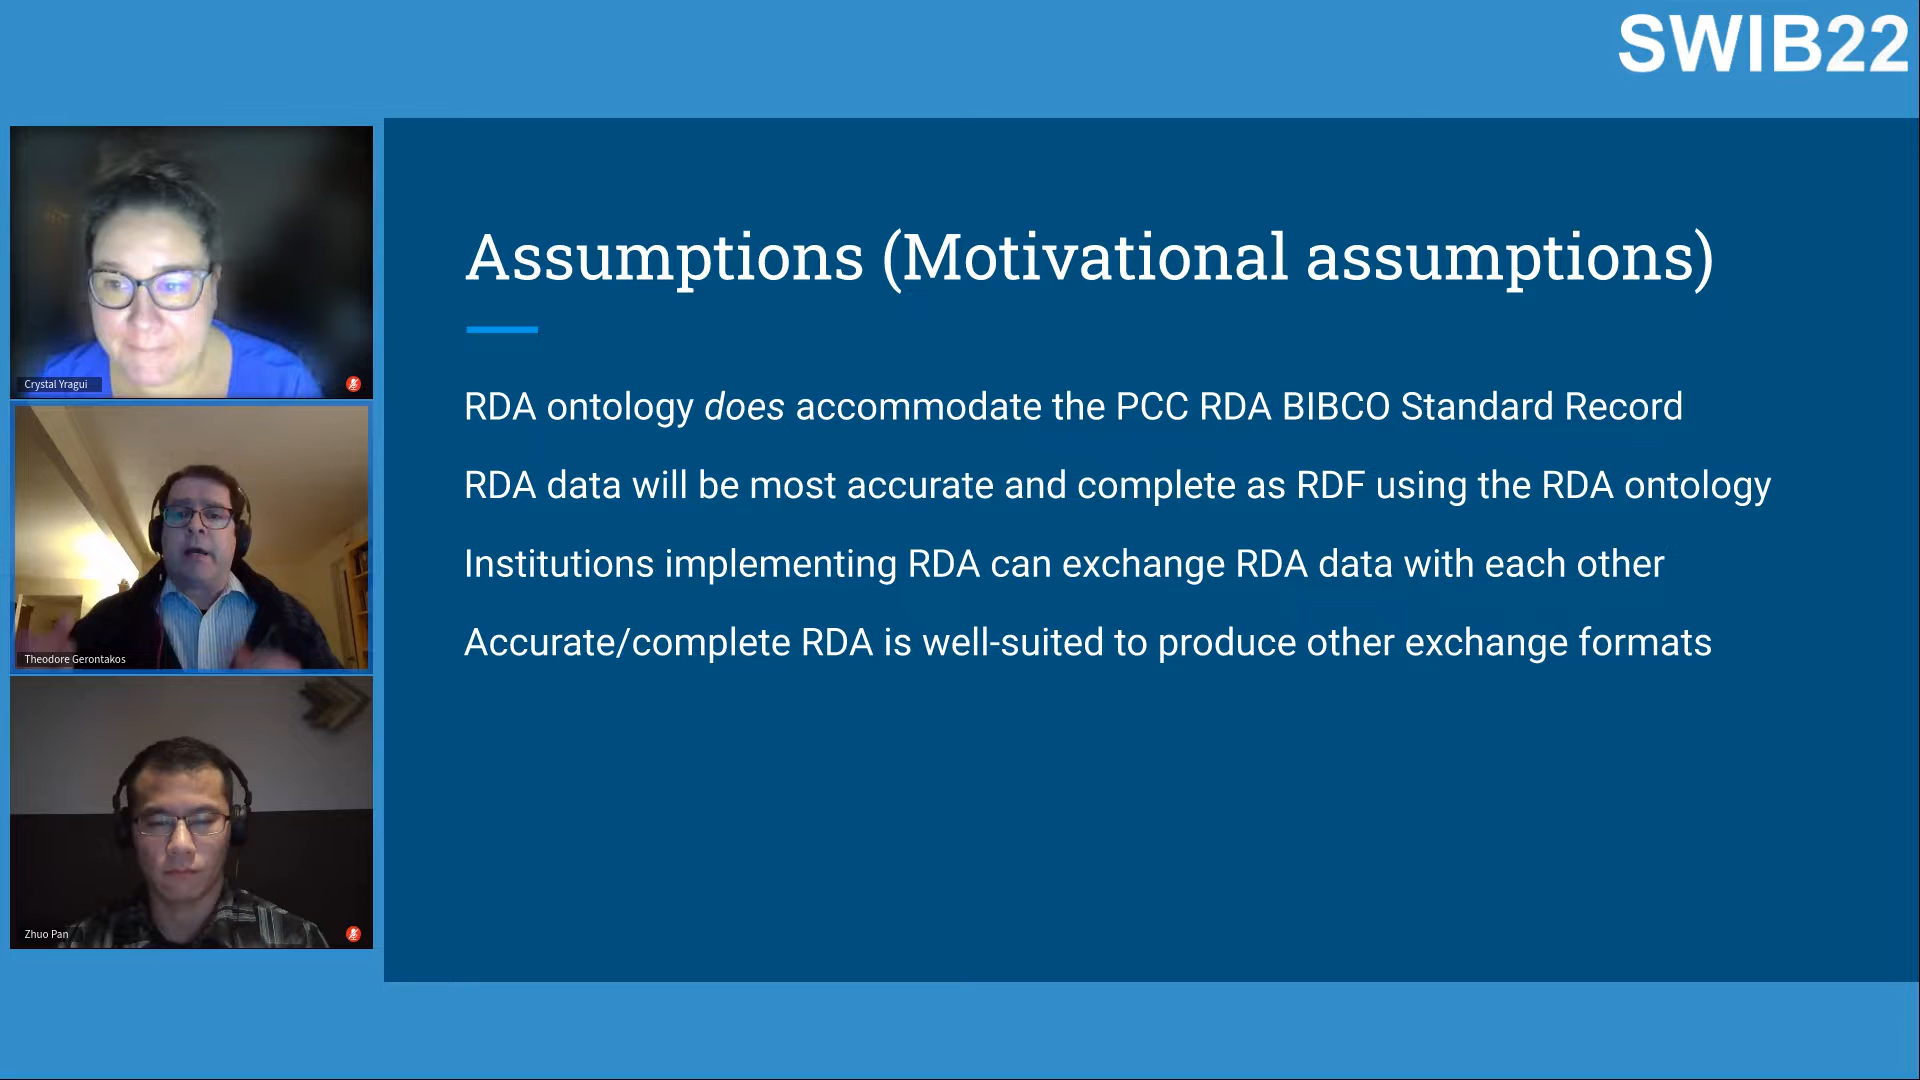 SWIB22
Crystal Yragui
Theodore Gerontakos
Zhuo Pan
Assumptions (Motivational assumptions)
RDA ontology does accommodate the PCC RDA BIBCO Standard Record
RDA data will be most accurate and complete as RDF using the RDA ontology
Institutions implementing RDA can exchange RDA data with each other
Accurate/complete RDA is well-suited to produce other exchange formats